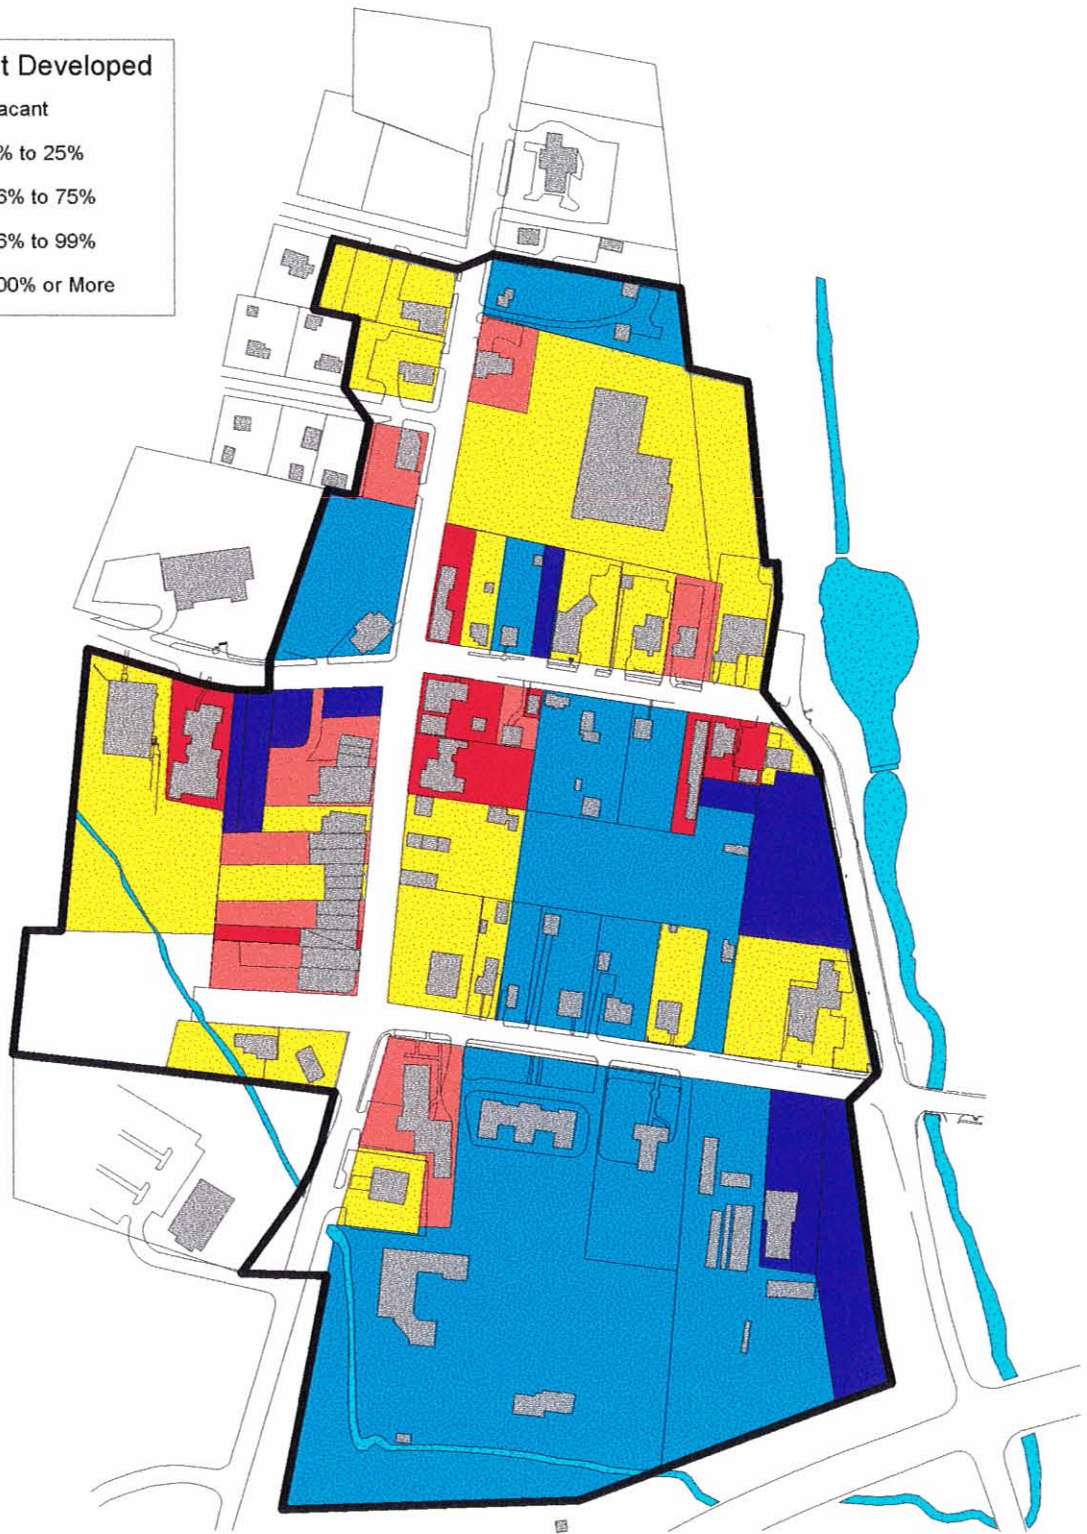 t Developed
acant
% to 25%
6% to 75%
6% to 99%
00% or More